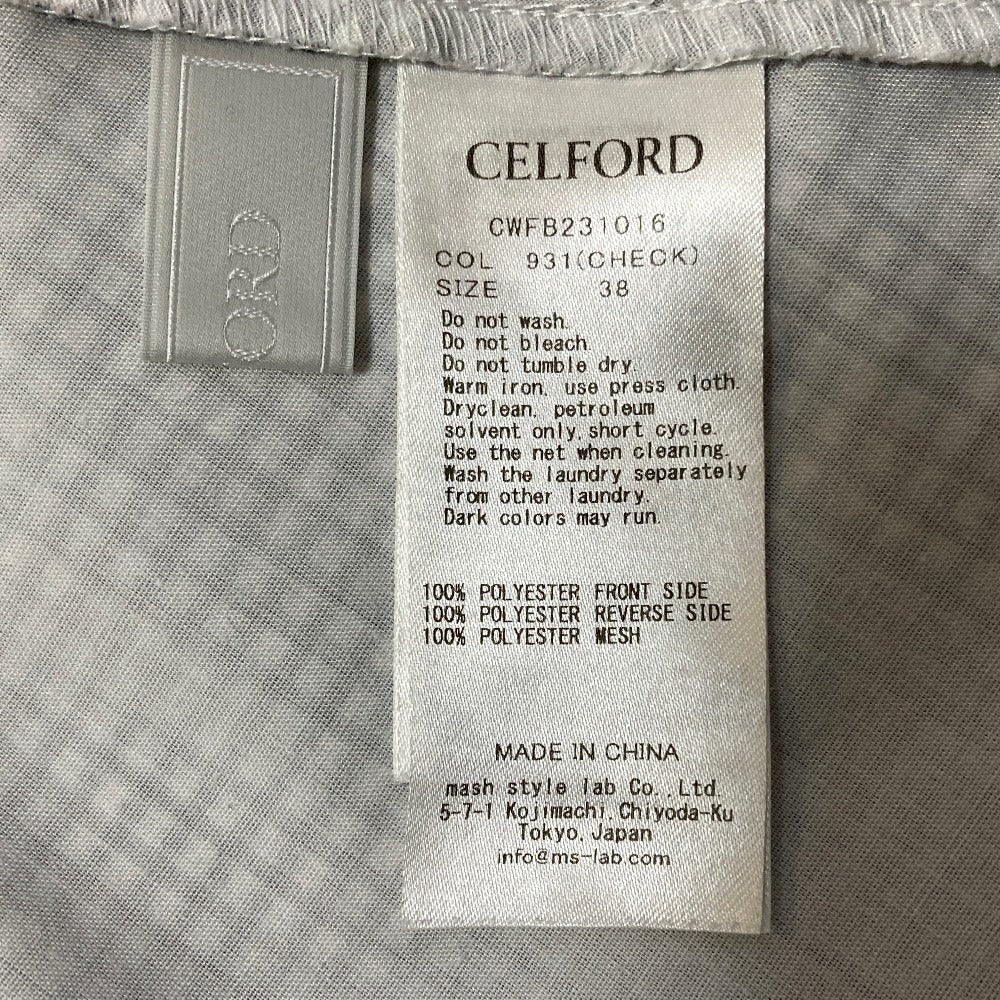 ORD
CELFORD
CWFB231016
COL 931(CHECK)
SIZE 38
Do not wash.
Do not bleach.
Do not tumble dry.
Warm iron, use press cloth.
Dryclean, petroleum
solvent only, short cycle.
Use the net when cleaning.
Wash the laundry separately
from other laundry.
Dark colors may run.
100% POLYESTER FRONT SIDE
100% POLYESTER REVERSE SIDE
100% POLYESTER MESH
MADE IN CHINA
mash style lab Co., Ltd.
5-7-1 Kojimachi, Chiyoda-Ku
Tokyo, Japan
info@ms-lab.com